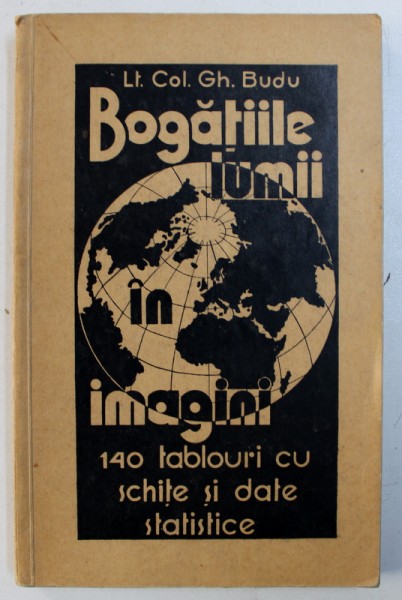 Lt. Col. Gh. Budu
Bogățiile
lumii
în
imagini
140 tablouri cu
schițe și date
statistice